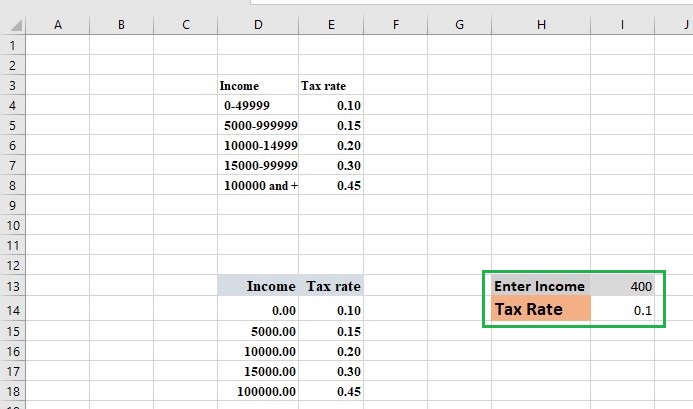 A B C D E F G H I J
1
2
3 Income Tax rate
4 0-49999 0.10
5 5000-999999 0.15
6 10000-14999 0.20
7 15000-99999 0.30
8 100000 and + 0.45
9
10
11
12
13 Income Tax rate Enter Income 400
14 0.00 0.10 Tax Rate 0.1
15 5000.00 0.15
16 10000.00 0.20
17 15000.00 0.30
18 100000.00 0.45